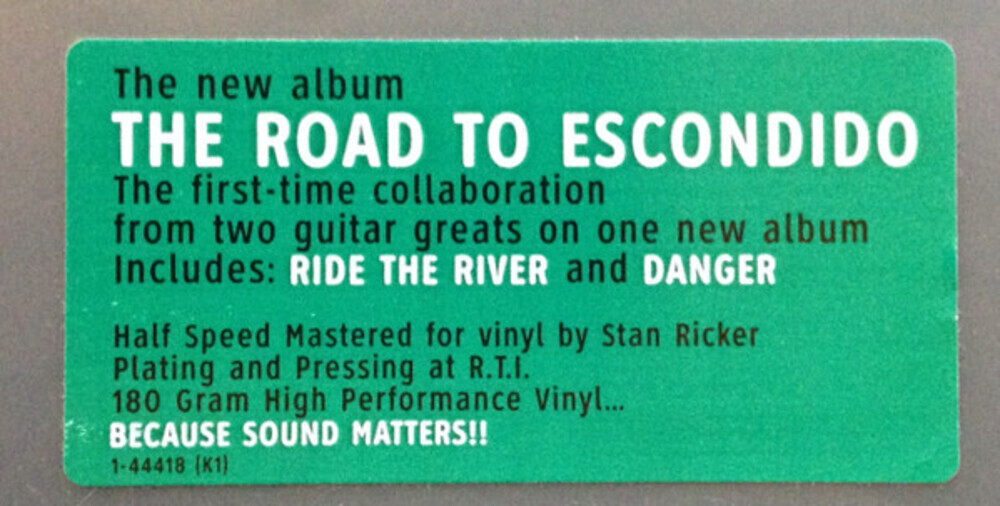 The new album
THE ROAD TO ESCONDIDO
The first-time collaboration
from two guitar greats on one new album
Includes: RIDE THE RIVER and DANGER
Half Speed Mastered for vinyl by Stan Ricker
Plating and Pressing at R.T.I.
180 Gram High Performance Vinyl...
BECAUSE SOUND MATTERS!!
1-44418 (K1)